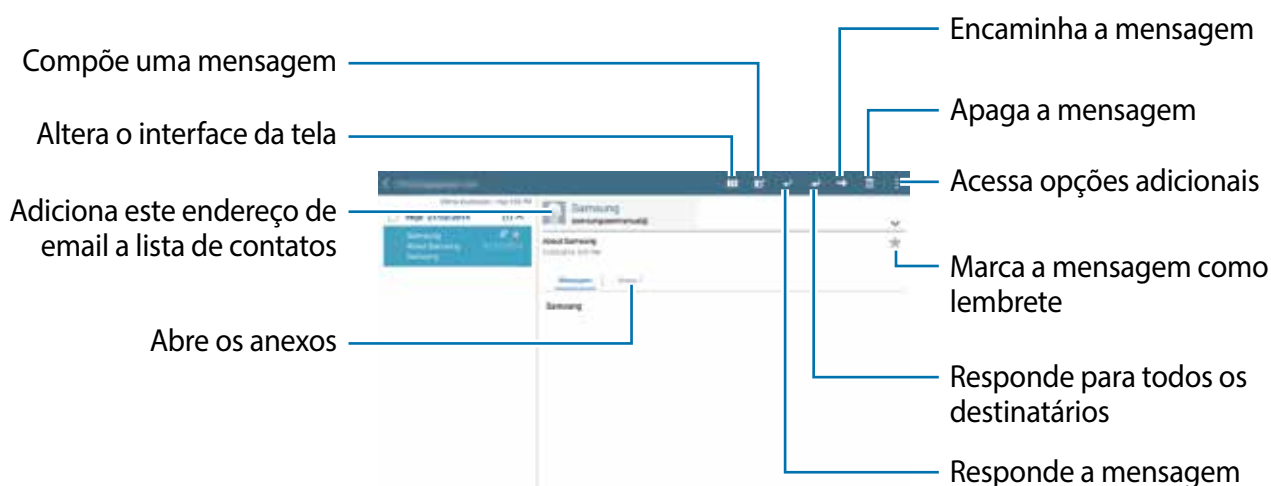 Compõe uma mensagem
Altera o interface da tela
Adiciona este endereço de
email a lista de contatos
Abre os anexos
Samsung
About Samsung
Samsung
Samsung
About Samsung
Samsung
Encaminha a mensagem
Apaga a mensagem
Acessa opções adicionais
Marca a mensagem como
lembrete
Responde para todos os
destinatários
Responde a mensagem